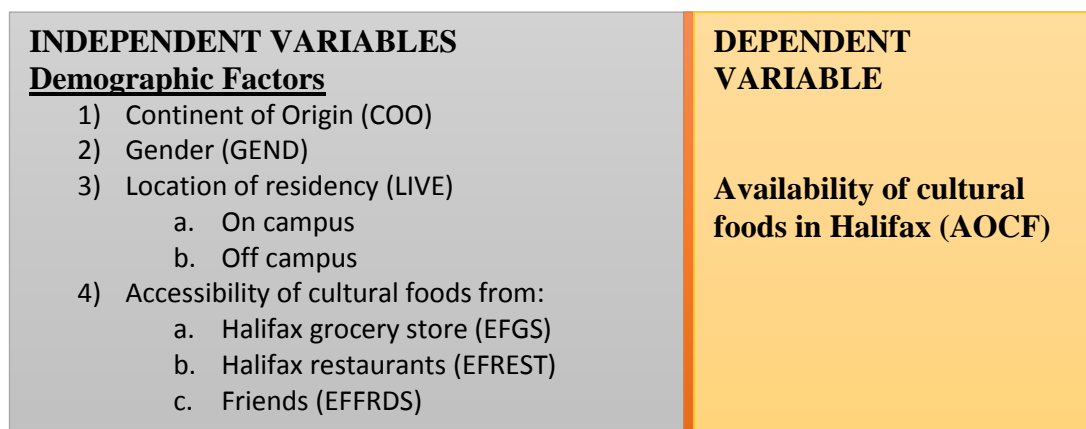 INDEPENDENT VARIABLES
Demographic Factors
1) Continent of Origin (COO)
2) Gender (GEND)
3) Location of residency (LIVE)
a. On campus
b. Off campus
4) Accessibility of cultural foods from:
a. Halifax grocery store (EFGS)
b. Halifax restaurants (EFREST)
c. Friends (EFFRDS)
DEPENDENT
VARIABLE
Availability of cultural
foods in Halifax (AOCF)